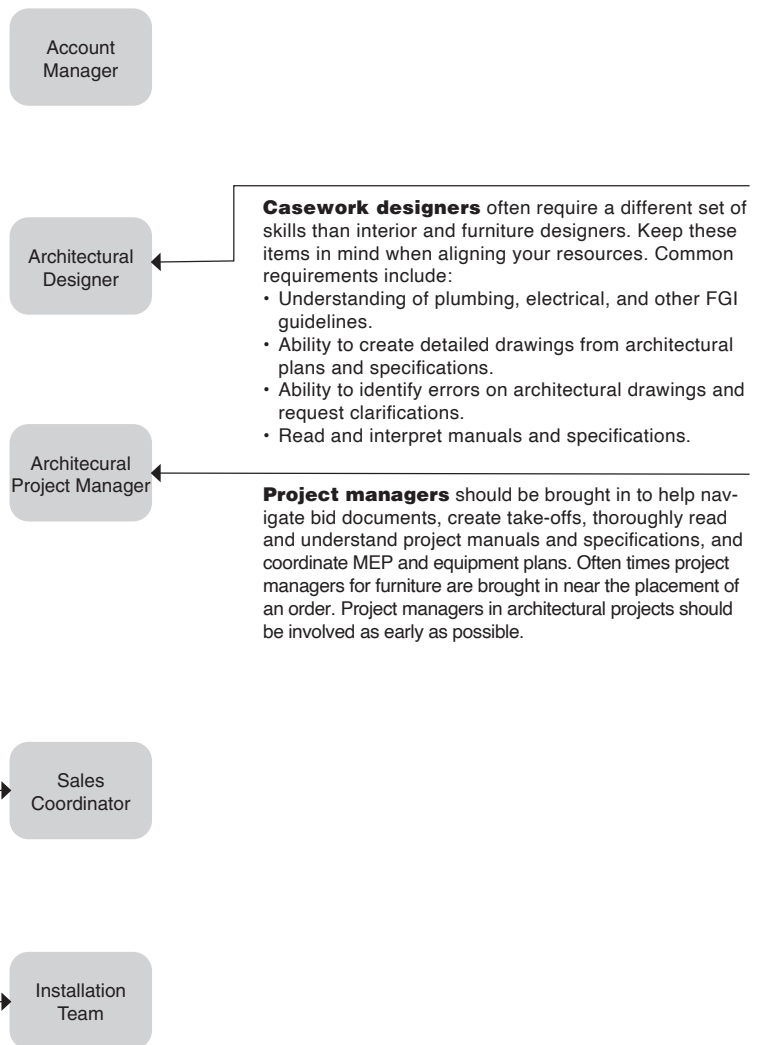 Account
Manager
Architectural
Designer
Casework designers often require a different set of
skills than interior and furniture designers. Keep these
items in mind when aligning your resources. Common
requirements include:
• Understanding of plumbing, electrical, and other FGI
guidelines.
• Ability to create detailed drawings from architectural
plans and specifications.
• Ability to identify errors on architectural drawings and
request clarifications.
• Read and interpret manuals and specifications.
Architecural
Project Manager
Project managers should be brought in to help nav-
igate bid documents, create take-offs, thoroughly read
and understand project manuals and specifications, and
coordinate MEP and equipment plans. Often times project
managers for furniture are brought in near the placement of
an order. Project managers in architectural projects should
be involved as early as possible.
Sales
Coordinator
Installation
Team